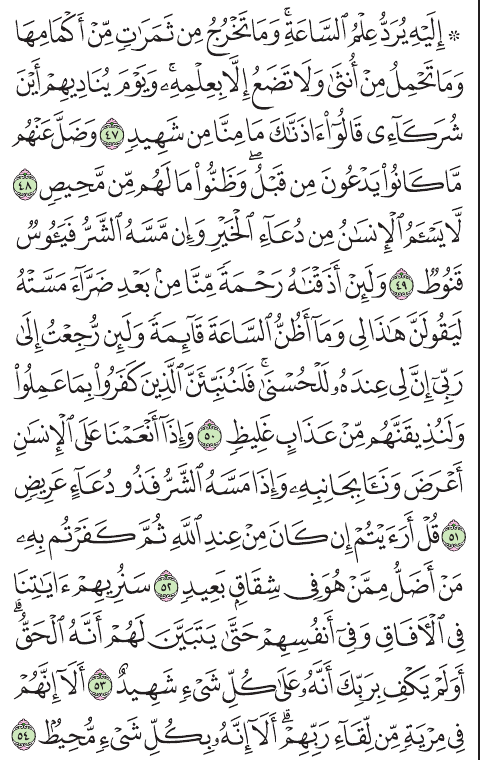 ۞ إِلَيْهِ يُرَدُّ عِلْمُ ٱلسَّاعَةِۚ وَمَا تَخْرُجُ مِن ثَمَرَٰتٍ مِّنْ أَكْمَامِهَا
وَمَا تَحْمِلُ مِنْ أُنثَىٰ وَلَا تَضَعُ إِلَّا بِعِلْمِهِۦۚ وَيَوْمَ يُنَادِيهِمْ أَيْنَ
شُرَكَآءِى قَالُوٓا۟ ءَاذَنَّٰكَ مَا مِنَّا مِن شَهِيدٍ ٤٧ وَضَلَّ عَنْهُم
مَّا كَانُوا۟ يَدْعُونَ مِن قَبْلُۖ وَظَنُّوا۟ مَا لَهُم مِّن مَّحِيصٍ ٤٨
لَّا يَسْـَٔمُ ٱلْإِنسَٰنُ مِن دُعَآءِ ٱلْخَيْرِ وَإِن مَّسَّهُ ٱلشَّرُّ فَيَـُٔوسٌ
قَنُوطٌ ٤٩ وَلَئِنْ أَذَقْنَٰهُ رَحْمَةً مِّنَّا مِنۢ بَعْدِ ضَرَّآءَ مَسَّتْهُ
لَيَقُولَنَّ هَٰذَا لِى وَمَآ أَظُنُّ ٱلسَّاعَةَ قَآئِمَةً وَلَئِن رُّجِعْتُ إِلَىٰ
رَبِّىٓ إِنَّ لِى عِندَهُۥ لَلْحُسْنَىٰۚ فَلَنُنَبِّئَنَّ ٱلَّذِينَ كَفَرُوا۟ بِمَا عَمِلُوا۟
وَلَنُذِيقَنَّهُم مِّنْ عَذَابٍ غَلِيظٍ ٥٠ وَإِذَآ أَنْعَمْنَا عَلَى ٱلْإِنسَٰنِ
أَعْرَضَ وَنَـَٔا بِجَانِبِهِۦ وَإِذَا مَسَّهُ ٱلشَّرُّ فَذُو دُعَآءٍ عَرِيضٍ
٥١ قُلْ أَرَءَيْتُمْ إِن كَانَ مِنْ عِندِ ٱللَّهِ ثُمَّ كَفَرْتُم بِهِۦ
مَنْ أَضَلُّ مِمَّنْ هُوَ فِى شِقَاقٍۭ بَعِيدٍ ٥٢ سَنُرِيهِمْ ءَايَٰتِنَا
فِى ٱلْءَافَاقِ وَفِىٓ أَنفُسِهِمْ حَتَّىٰ يَتَبَيَّنَ لَهُمْ أَنَّهُ ٱلْحَقُّۗ
أَوَلَمْ يَكْفِ بِرَبِّكَ أَنَّهُۥ عَلَىٰ كُلِّ شَىْءٍ شَهِيدٌ ٥٣ أَلَآ إِنَّهُمْ
فِى مِرْيَةٍ مِّن لِّقَآءِ رَبِّهِمْۗ أَلَآ إِنَّهُۥ بِكُلِّ شَىْءٍ مُّحِيطٌۢ ٥٤